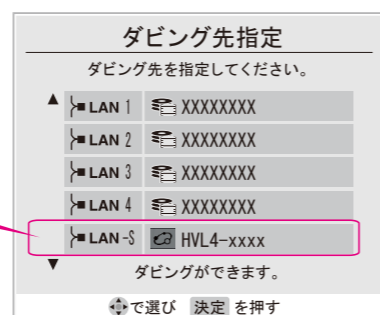 ダビング先指定
ダビング先を指定してください。
▲
LAN 1 XXXXXXXX
LAN 2 XXXXXXXX
LAN 3 XXXXXXXX
LAN 4 XXXXXXXX
LAN-S HVL4-xxxx
▼
ダビングができます。
で選び 決定 を押す